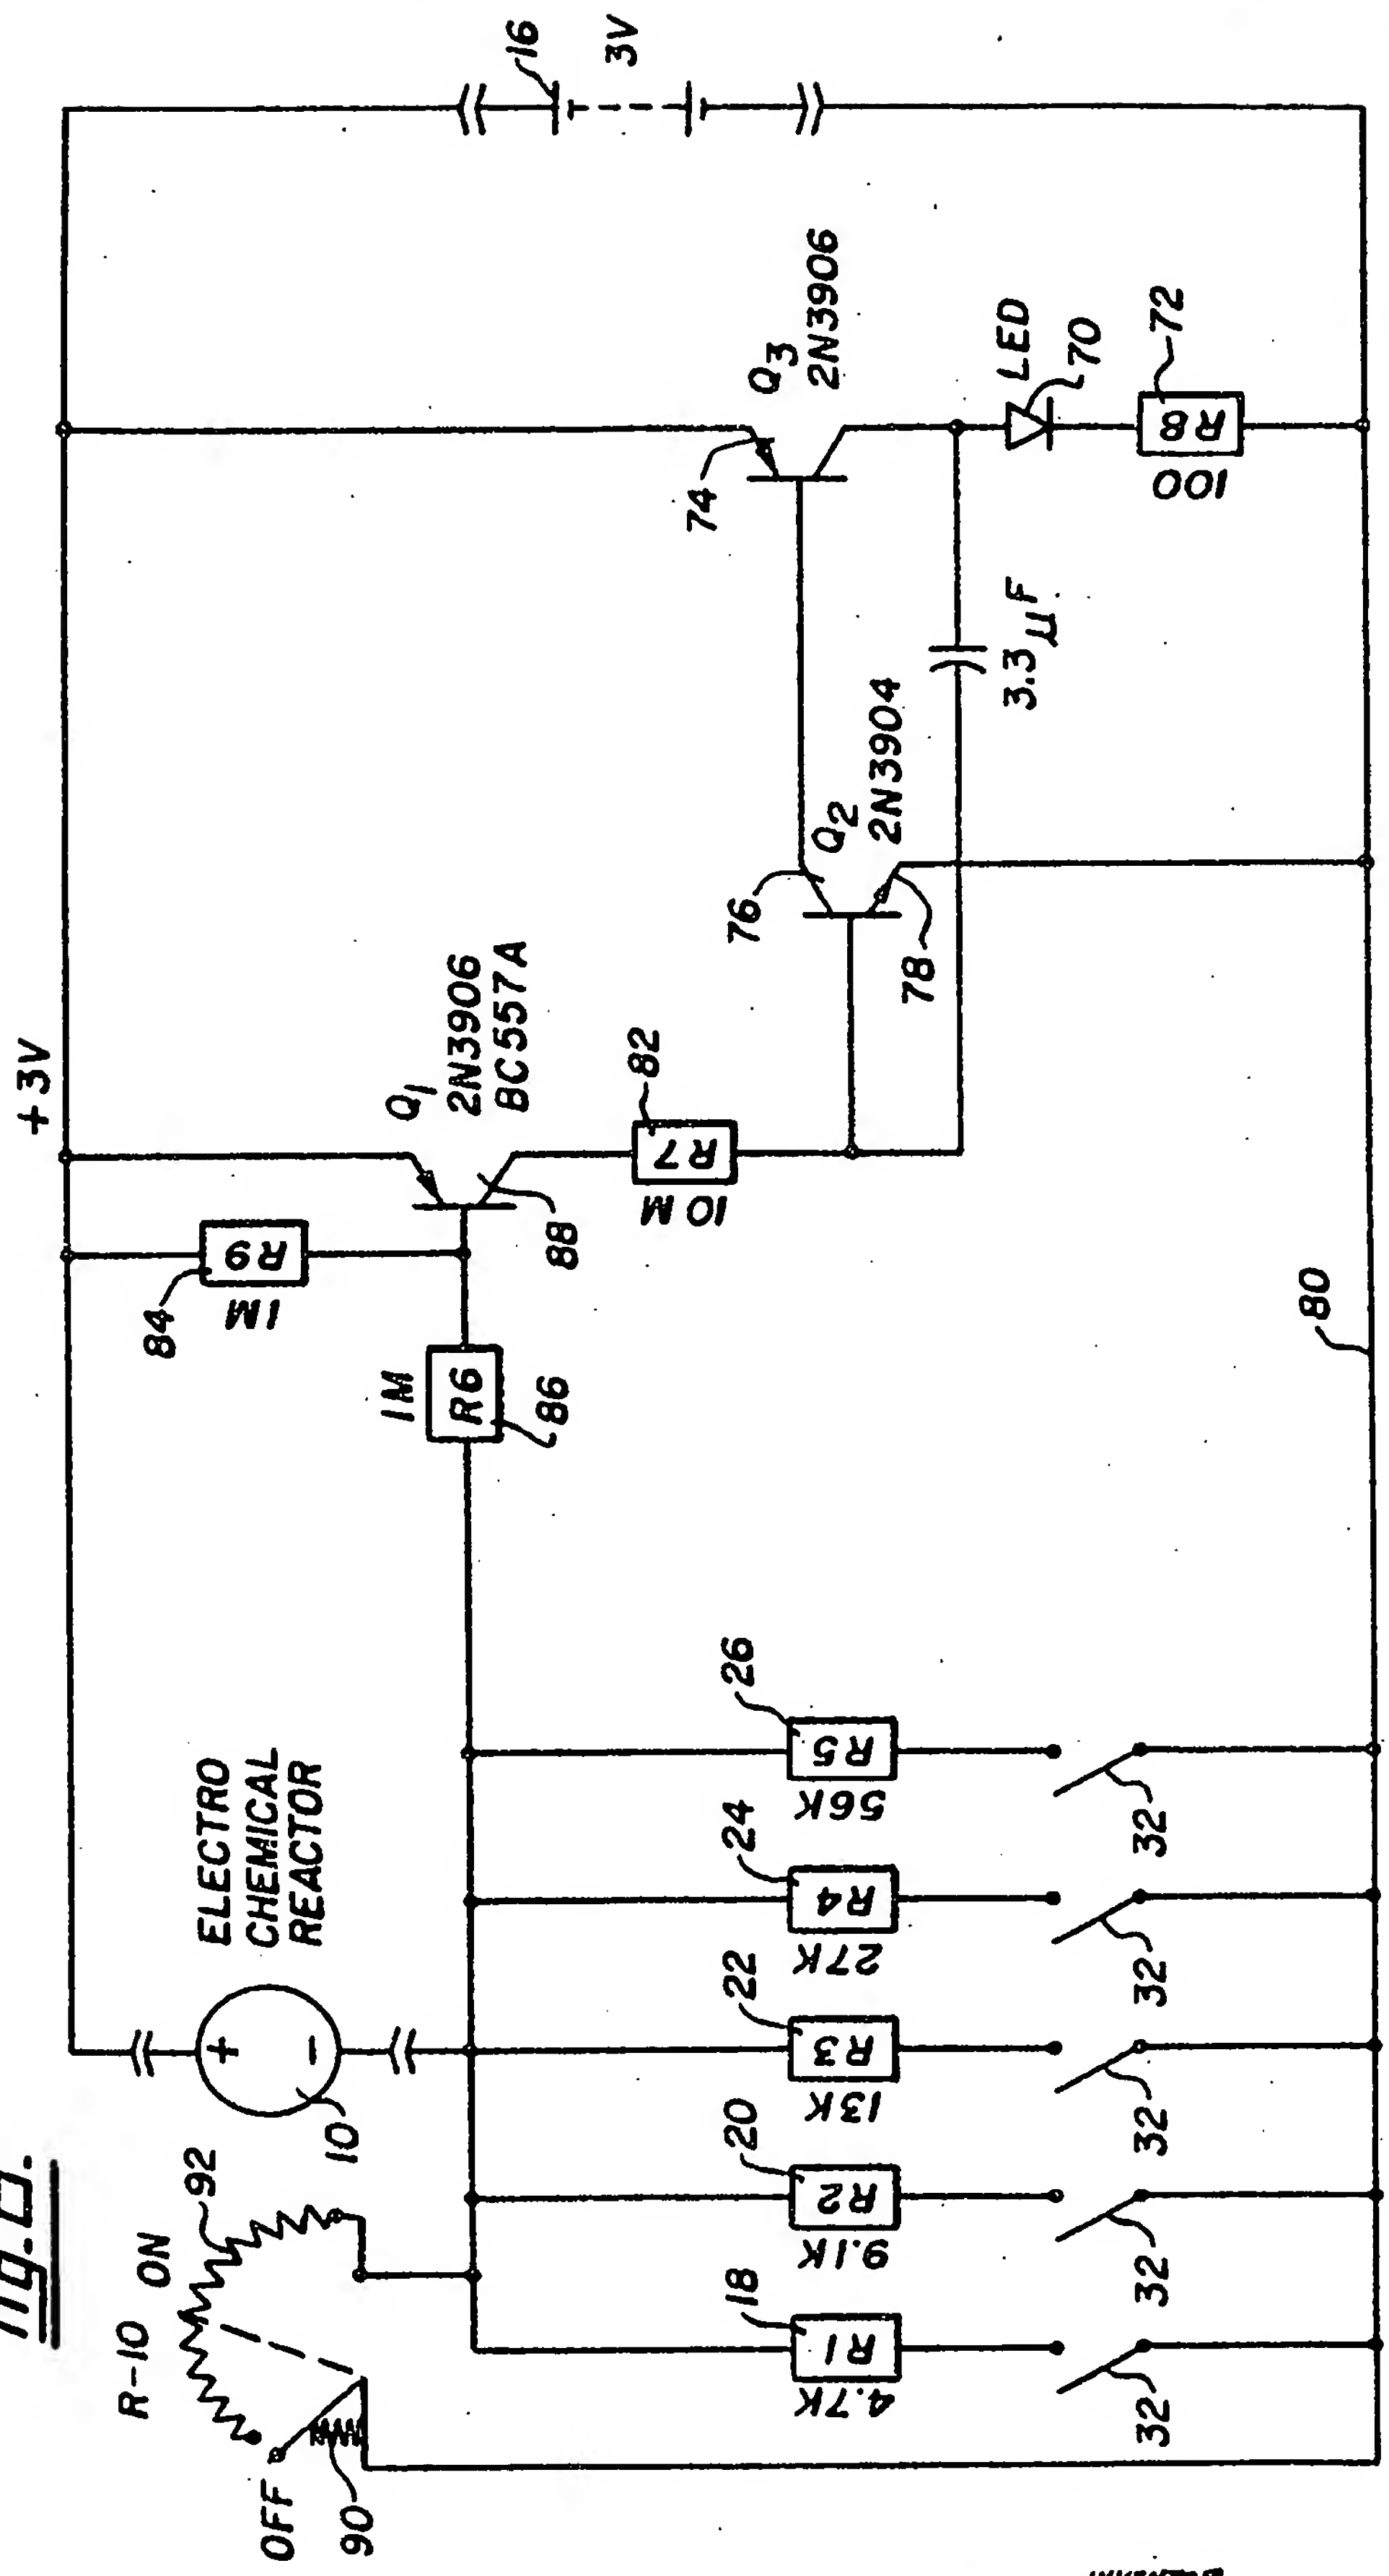 +3V
R-10
ON
OFF
90
92
10
+
-
ELECTRO
CHEMICAL
REACTOR
84
R9
1M
Q1
2N3906
BC557A
88
1M
R6
86
16
3V
82
R7
10 M
74
Q3
2N3906
76
Q2
2N3904
78
3.3 µF
LED
70
72
R8
100
18
R1
4.7K
20
R2
9.1K
22
R3
13K
24
R4
27K
26
R5
56K
32
32
32
32
32
80